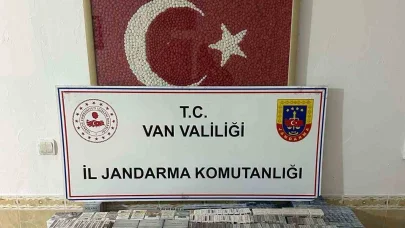 T.C.
VAN VALİLİĞİ
İL JANDARMA KOMUTANLIĞI